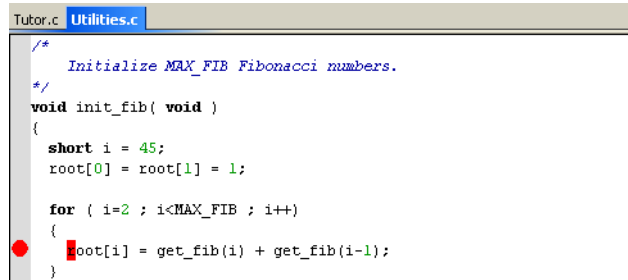 Tutor.c Utilities.c
/*
Initialize MAX_FIB Fibonacci numbers.
*/
void init_fib( void )
{
short i = 45;
root[0] = root[1] = 1;
for ( i=2 ; i<MAX_FIB ; i++)
{
root[i] = get_fib(i) + get_fib(i-1);
}